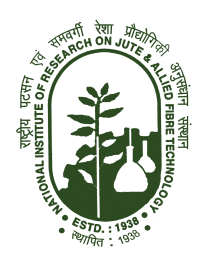 राष्ट्रीय पटसन एवं समवर्गी रेशा प्रौद्योगिकी अनुसंधान संस्थान
NATIONAL INSTITUTE OF RESEARCH ON JUTE & ALLIED FIBRE TECHNOLOGY
• ESTD. : 1938 •
• स्थापित : 1938 •